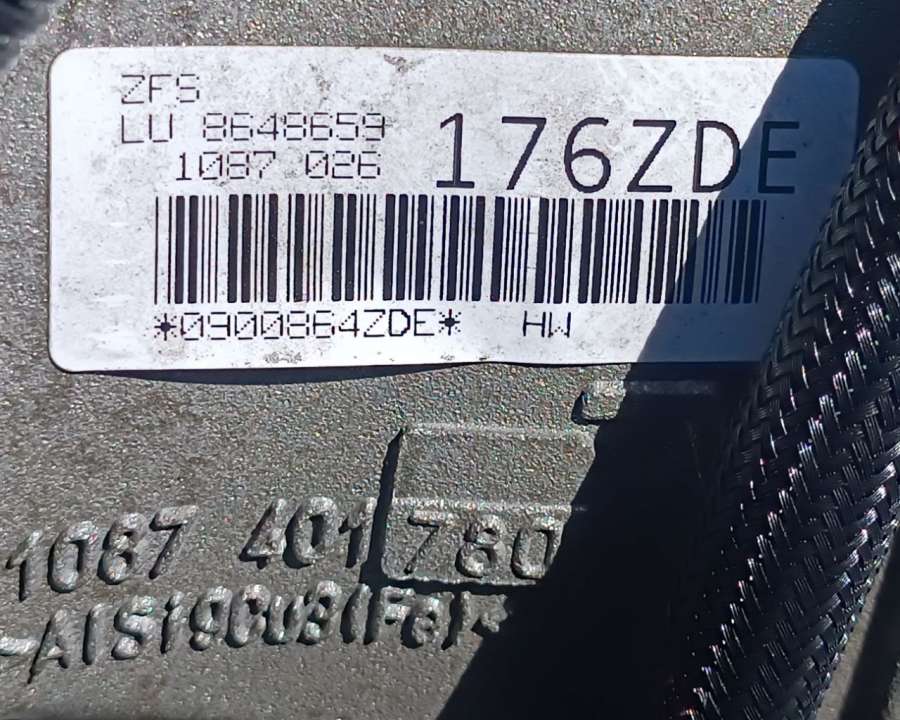 ZFS
LU 8648659
1087 026
176ZDE
*0900864ZDE* HW
1087 401 780
-AlSi9Cu3(Fe)-